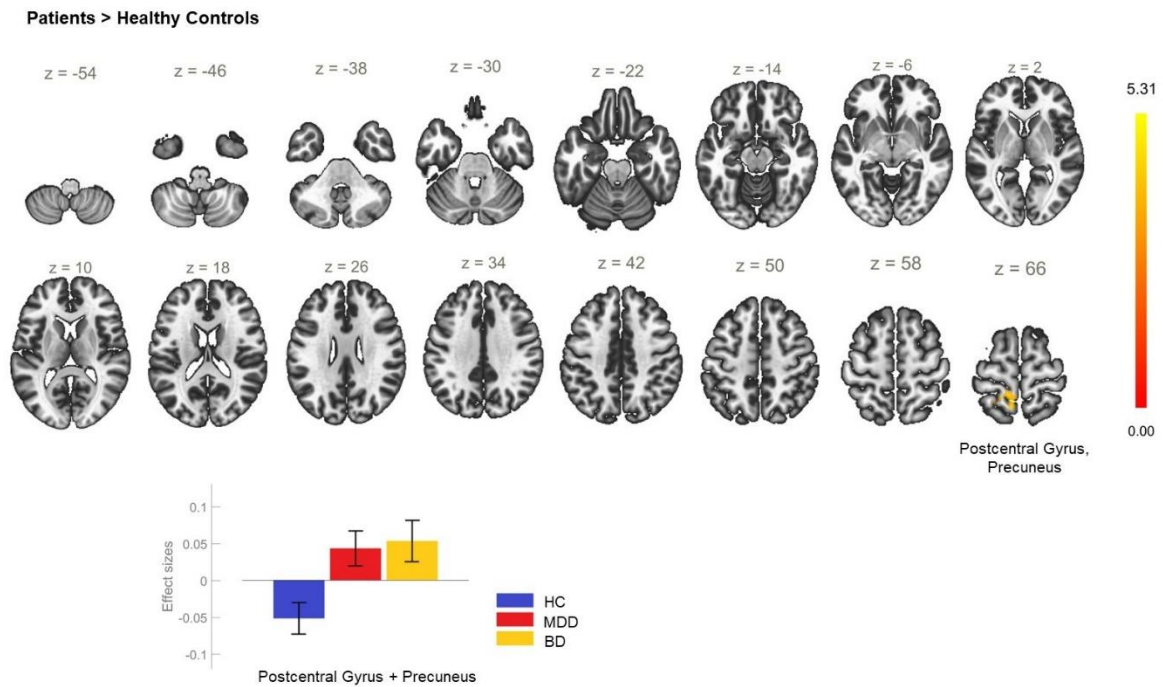 Patients > Healthy Controls
z = -54
z = -46
z = -38
z = -30
z = -22
z = -14
z = -6
z = 2
5.31
z = 10
z = 18
z = 26
z = 34
z = 42
z = 50
z = 58
z = 66
0.00
Postcentral Gyrus,
Precuneus
Effect sizes
0.1
0.05
0
-0.05
-0.1
HC
MDD
BD
Postcentral Gyrus + Precuneus